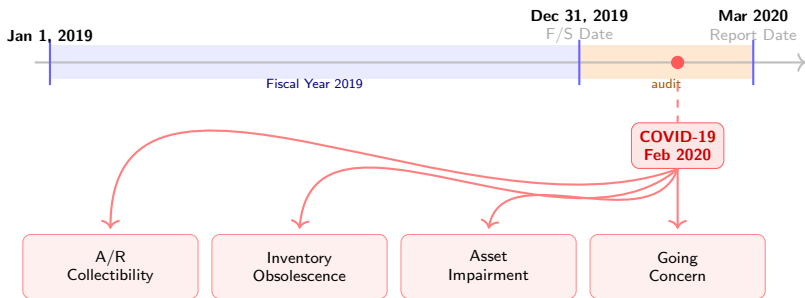 Jan 1, 2019
Dec 31, 2019
F/S Date
Mar 2020
Report Date
Fiscal Year 2019
audit
COVID-19
Feb 2020
A/R
Collectibility
Inventory
Obsolescence
Asset
Impairment
Going
Concern